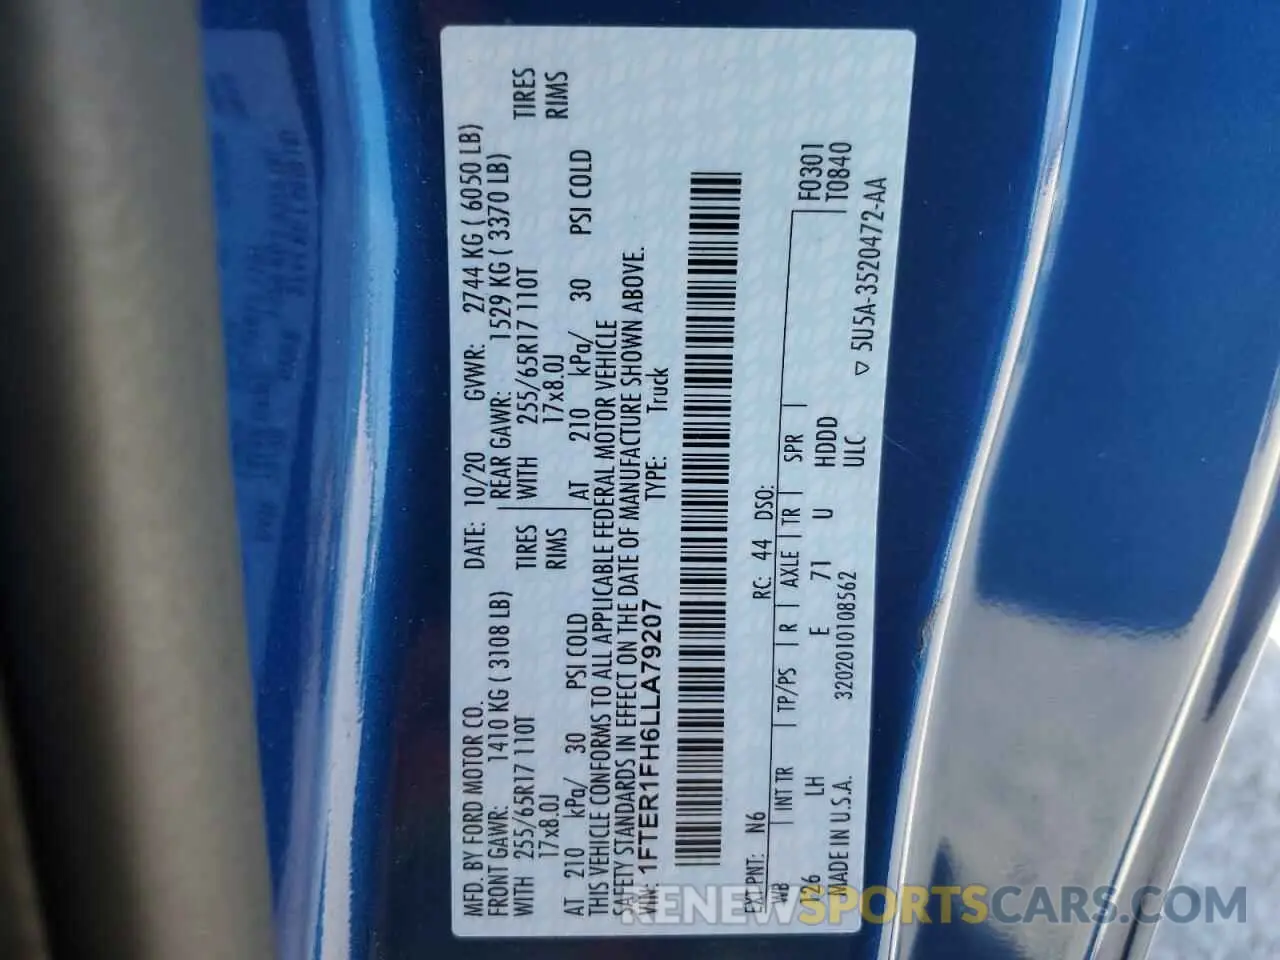 MFD. BY FORD MOTOR CO. DATE: 10/20 GVWR: 2744 KG ( 6050 LB)
FRONT GAWR: 1410 KG ( 3108 LB) REAR GAWR: 1529 KG ( 3370 LB)
WITH 255/65R17 110T TIRES WITH 255/65R17 110T TIRES
17x8.0J RIMS 17x8.0J RIMS
AT 210 kPa/ 30 PSI COLD AT 210 kPa/ 30 PSI COLD
THIS VEHICLE CONFORMS TO ALL APPLICABLE FEDERAL MOTOR VEHICLE
SAFETY STANDARDS IN EFFECT ON THE DATE OF MANUFACTURE SHOWN ABOVE.
VIN: 1FTER1FH6LLA79207 TYPE: Truck
EXT PNT: N6 RC: 44 DSO:
WB INT TR TP/PS R AXLE TR SPR F0301
126 LH E 71 U HDDD T0840
MADE IN U.S.A. 3202010108562 ULC
▽ 5U5A-3520472-AA
RENEWSPORTSCARS.COM